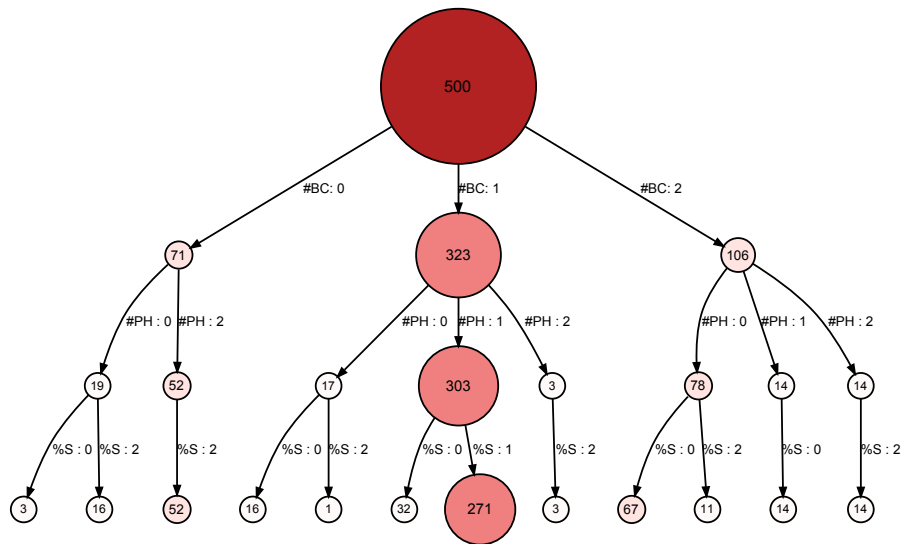 500
#BC: 0 #BC: 1 #BC: 2
71 323 106
#PH : 0 #PH : 2 #PH : 0 #PH : 1 #PH : 2 #PH : 0 #PH : 1 #PH : 2
19 52 17 303 3 78 14 14
%S : 0 %S : 2 %S : 2 %S : 0 %S : 2 %S : 0 %S : 1 %S : 2 %S : 0 %S : 2 %S : 0 %S : 2
3 16 52 16 1 32 271 3 67 11 14 14